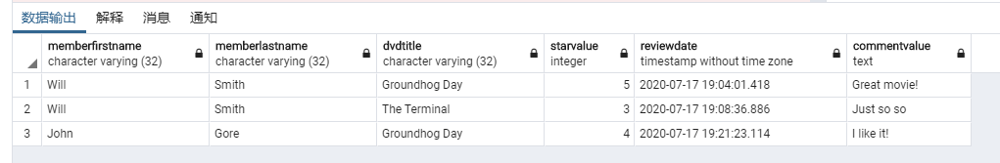 数据输出 解释 消息 通知
memberfirstname memberlastname dvdtitle starvalue reviewdate commentvalue
character varying (32) character varying (32) character varying (32) integer timestamp without time zone text
1 Will Smith Groundhog Day 5 2020-07-17 19:04:01.418 Great movie!
2 Will Smith The Terminal 3 2020-07-17 19:08:36.886 Just so so
3 John Gore Groundhog Day 4 2020-07-17 19:21:23.114 I like it!